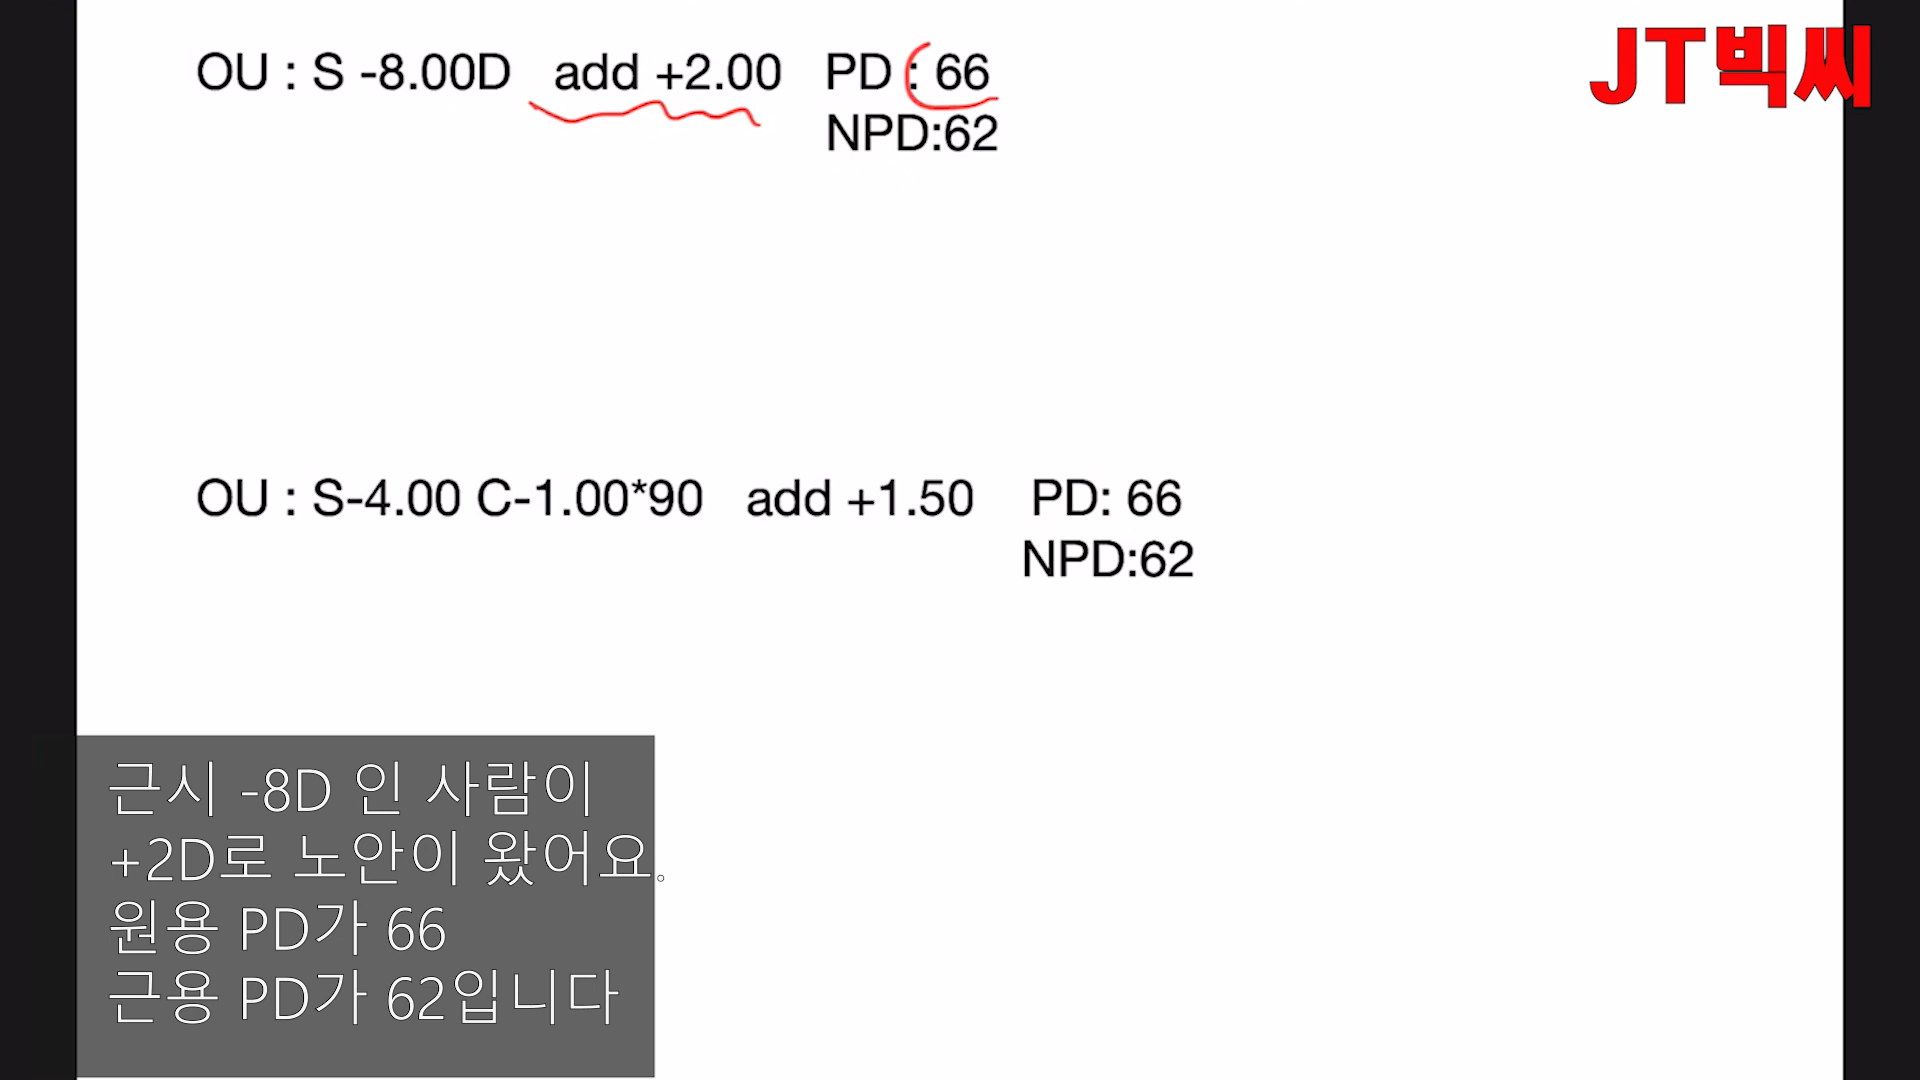 JT빅씨
OU : S -8.00D add +2.00 PD : 66
NPD:62
OU : S-4.00 C-1.00*90 add +1.50 PD: 66
NPD:62
근시 -8D 인 사람이
+2D로 노안이 왔어요.
원용 PD가 66
근용 PD가 62입니다